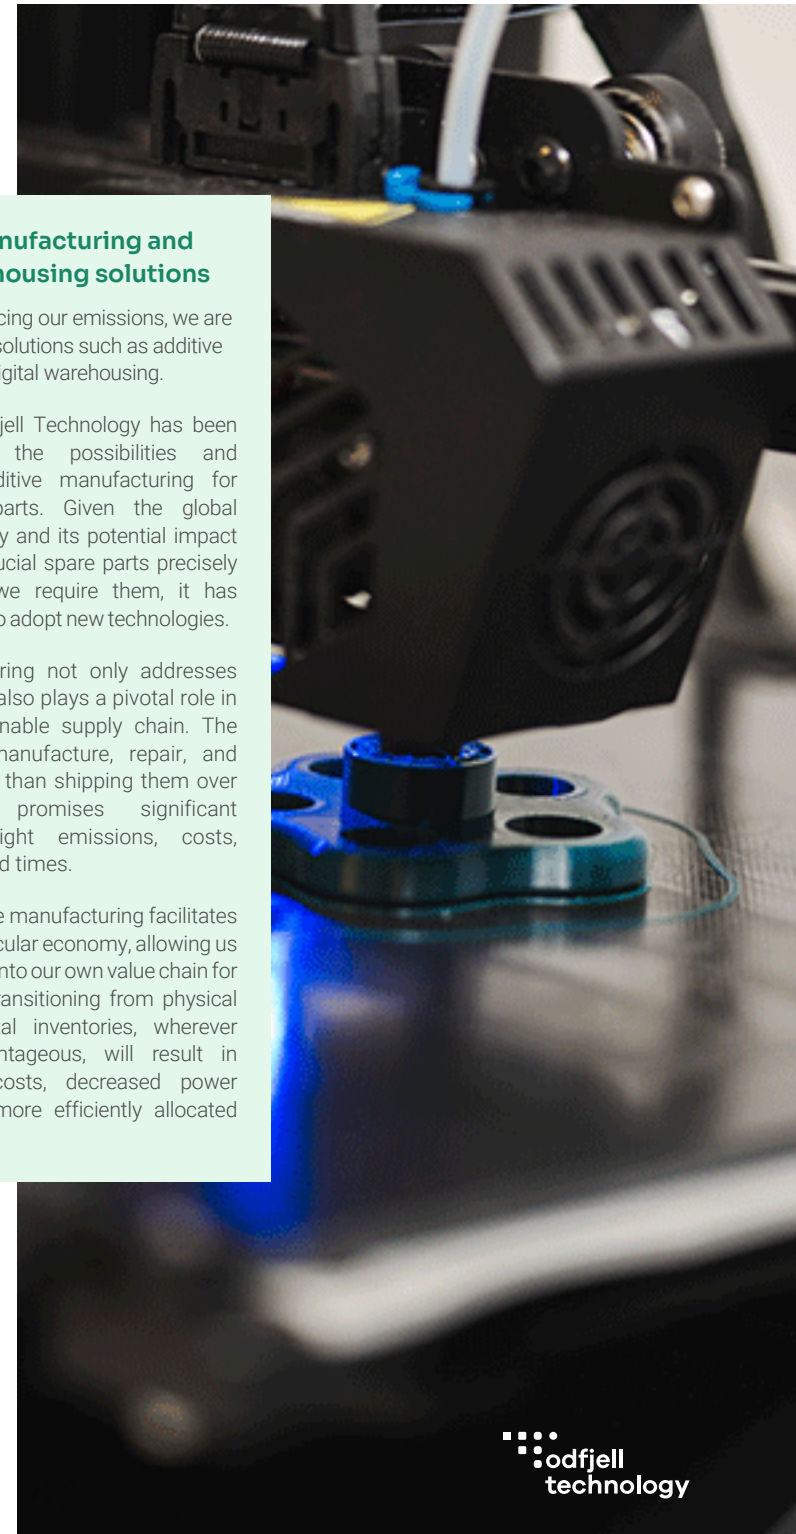 nufacturing and
housing solutions
cing our emissions, we are
solutions such as additive
igital warehousing.
jell Technology has been
the possibilities and
ditive manufacturing for
parts. Given the global
y and its potential impact
ucial spare parts precisely
we require them, it has
o adopt new technologies.
ring not only addresses
also plays a pivotal role in
nable supply chain. The
manufacture, repair, and
than shipping them over
promises significant
ight emissions, costs,
d times.
e manufacturing facilitates
cular economy, allowing us
into our own value chain for
ransitioning from physical
al inventories, wherever
ntageous, will result in
costs, decreased power
more efficiently allocated
odfjell
technology